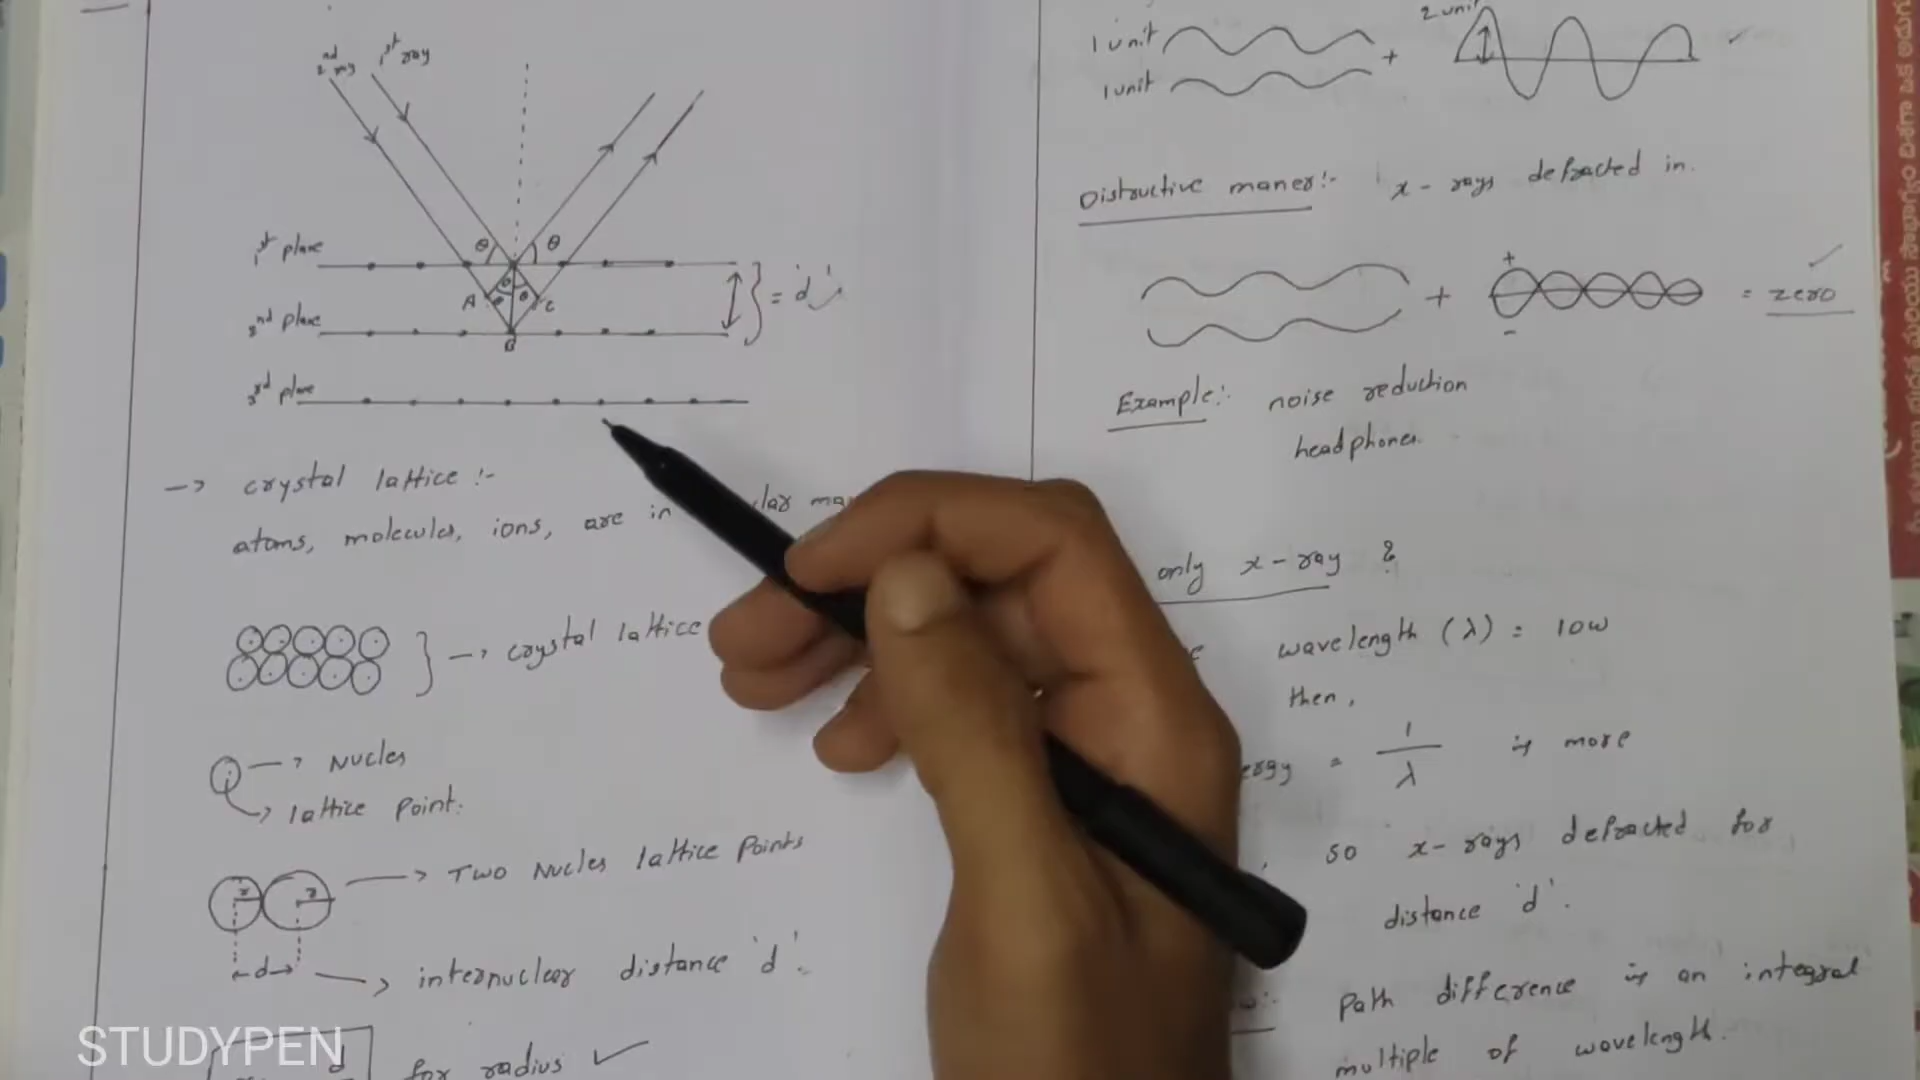 2nd ray
1st ray
θ
θ
1st plane
A
θ
θ
θ
C
= 'd'
2nd plane
B
3rd plane
-> crystal lattice :-
atoms, molecules, ions, are in
crystal lattice
Nucles
lattice point.
r
r
Two Nucles lattice Points
d
internuclear distance 'd'.
d
for radius
STUDYPEN
1 unit
+
2 unit
1 unit
Distructive maner:- x-rays defracted in.
+
+
-
= zero
Example:- noise reduction
headphones.
only x-ray ?
wavelength (λ) = low
then,
= 1/λ is more
, so x-rays defracted for
distance 'd'.
Path difference is an integral
multiple of wavelength.